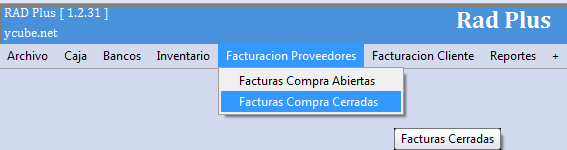 RAD Plus [ 1.2.31 ]
Rad Plus
ycube.net
Archivo Caja Bancos Inventario Facturacion Proveedores Facturacion Cliente Reportes +
Facturas Compra Abiertas
Facturas Compra Cerradas
Facturas Cerradas